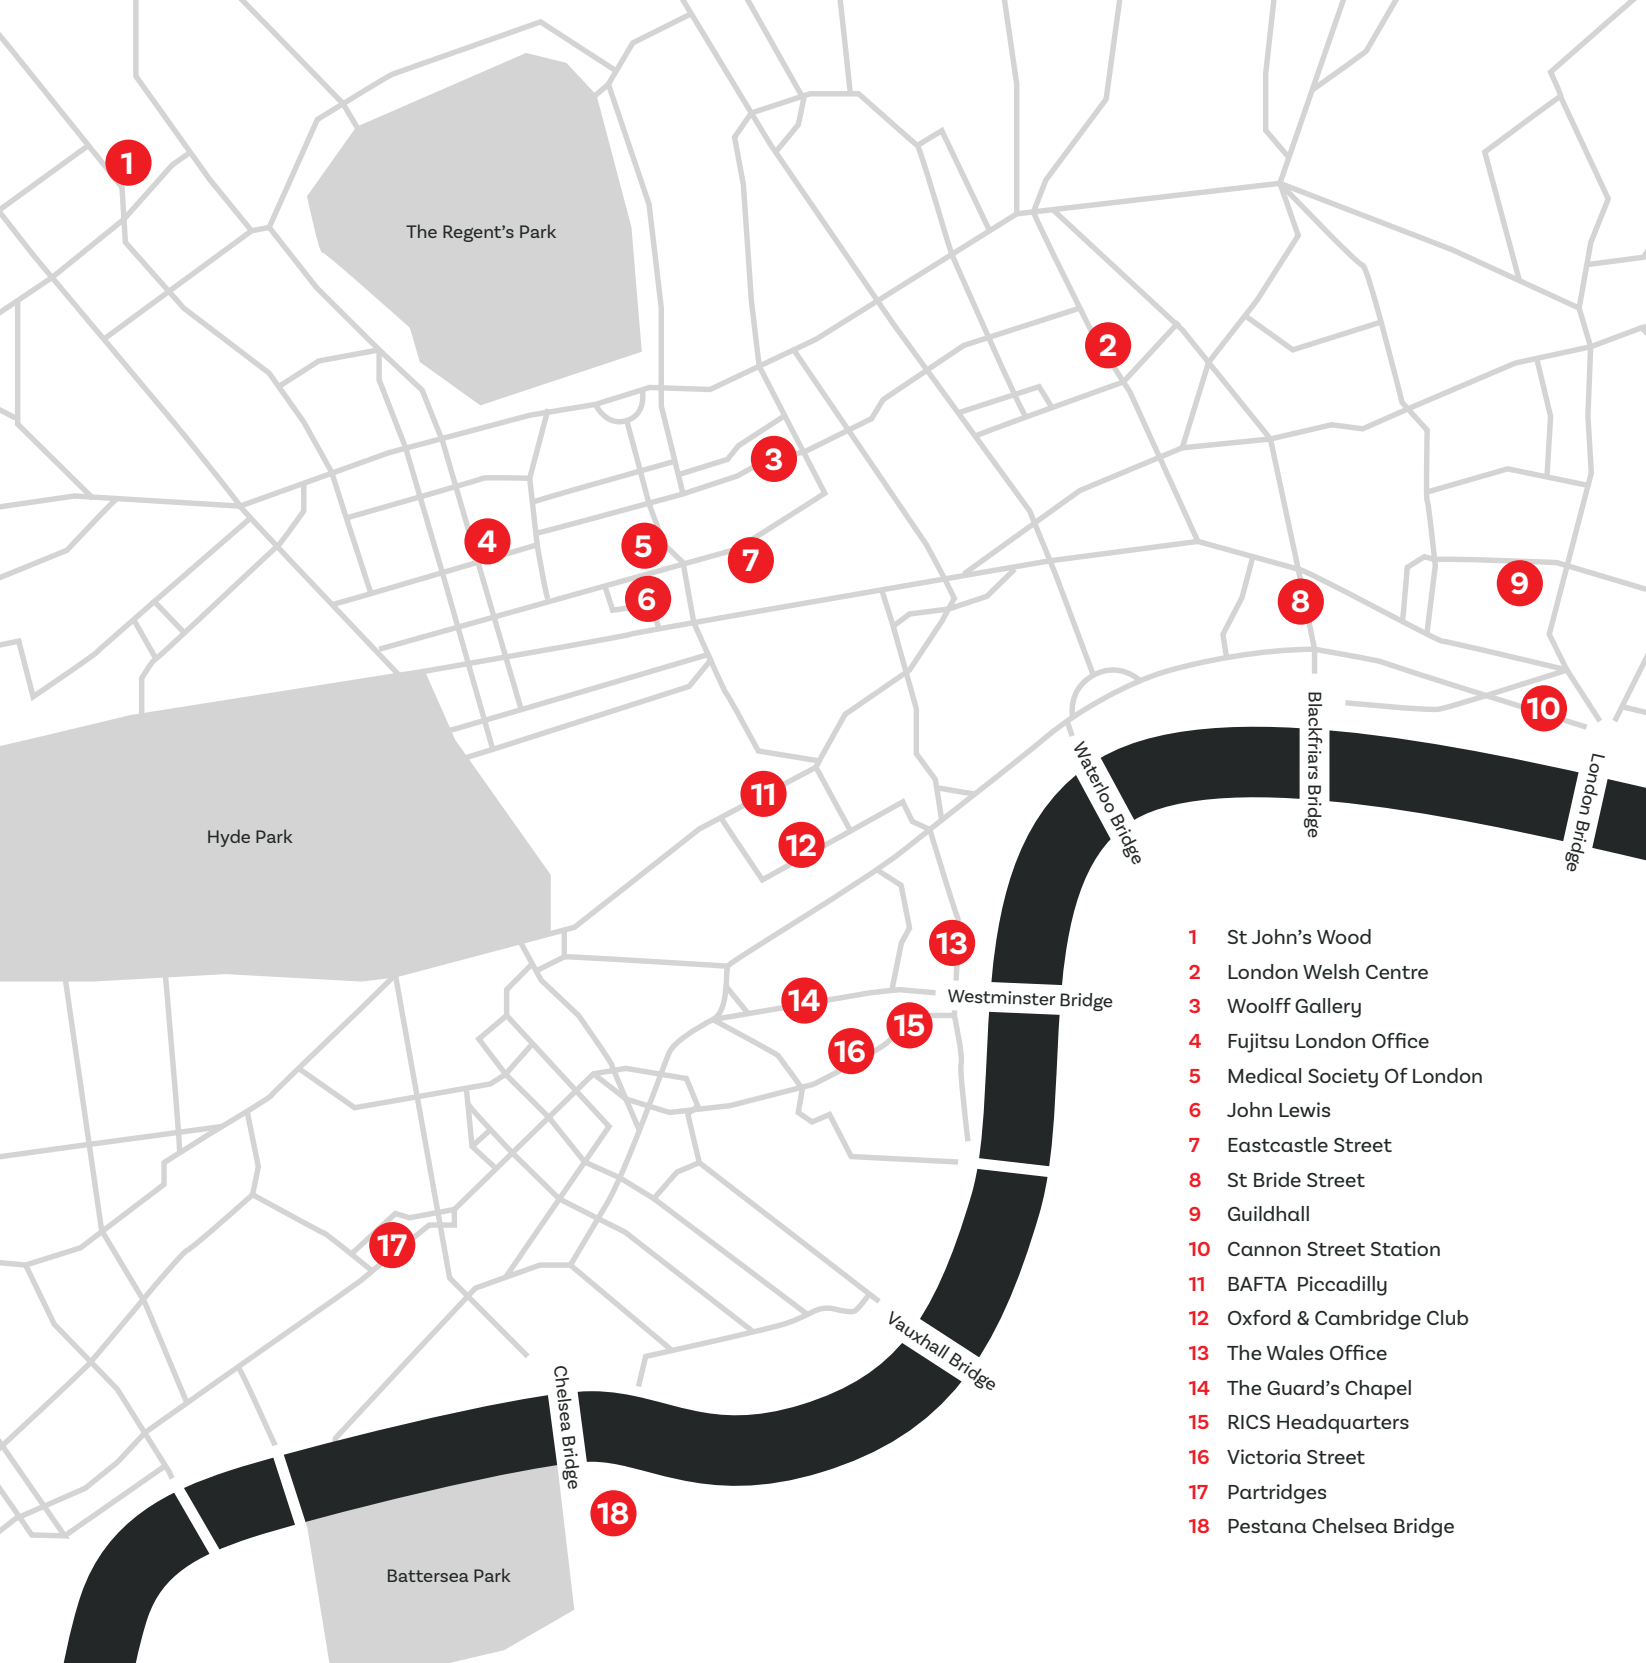 1
The Regent's Park
2
3
4
5
7
6
8
9
10
Blackfriars Bridge
Waterloo Bridge
London Bridge
11
12
Hyde Park
13
Westminster Bridge
14
15
16
17
Vauxhall Bridge
Chelsea Bridge
18
Battersea Park
1 St John’s Wood
2 London Welsh Centre
3 Woolff Gallery
4 Fujitsu London Office
5 Medical Society Of London
6 John Lewis
7 Eastcastle Street
8 St Bride Street
9 Guildhall
10 Cannon Street Station
11 BAFTA  Piccadilly
12 Oxford & Cambridge Club
13 The Wales Office
14 The Guard’s Chapel
15 RICS Headquarters
16 Victoria Street
17 Partridges
18 Pestana Chelsea Bridge